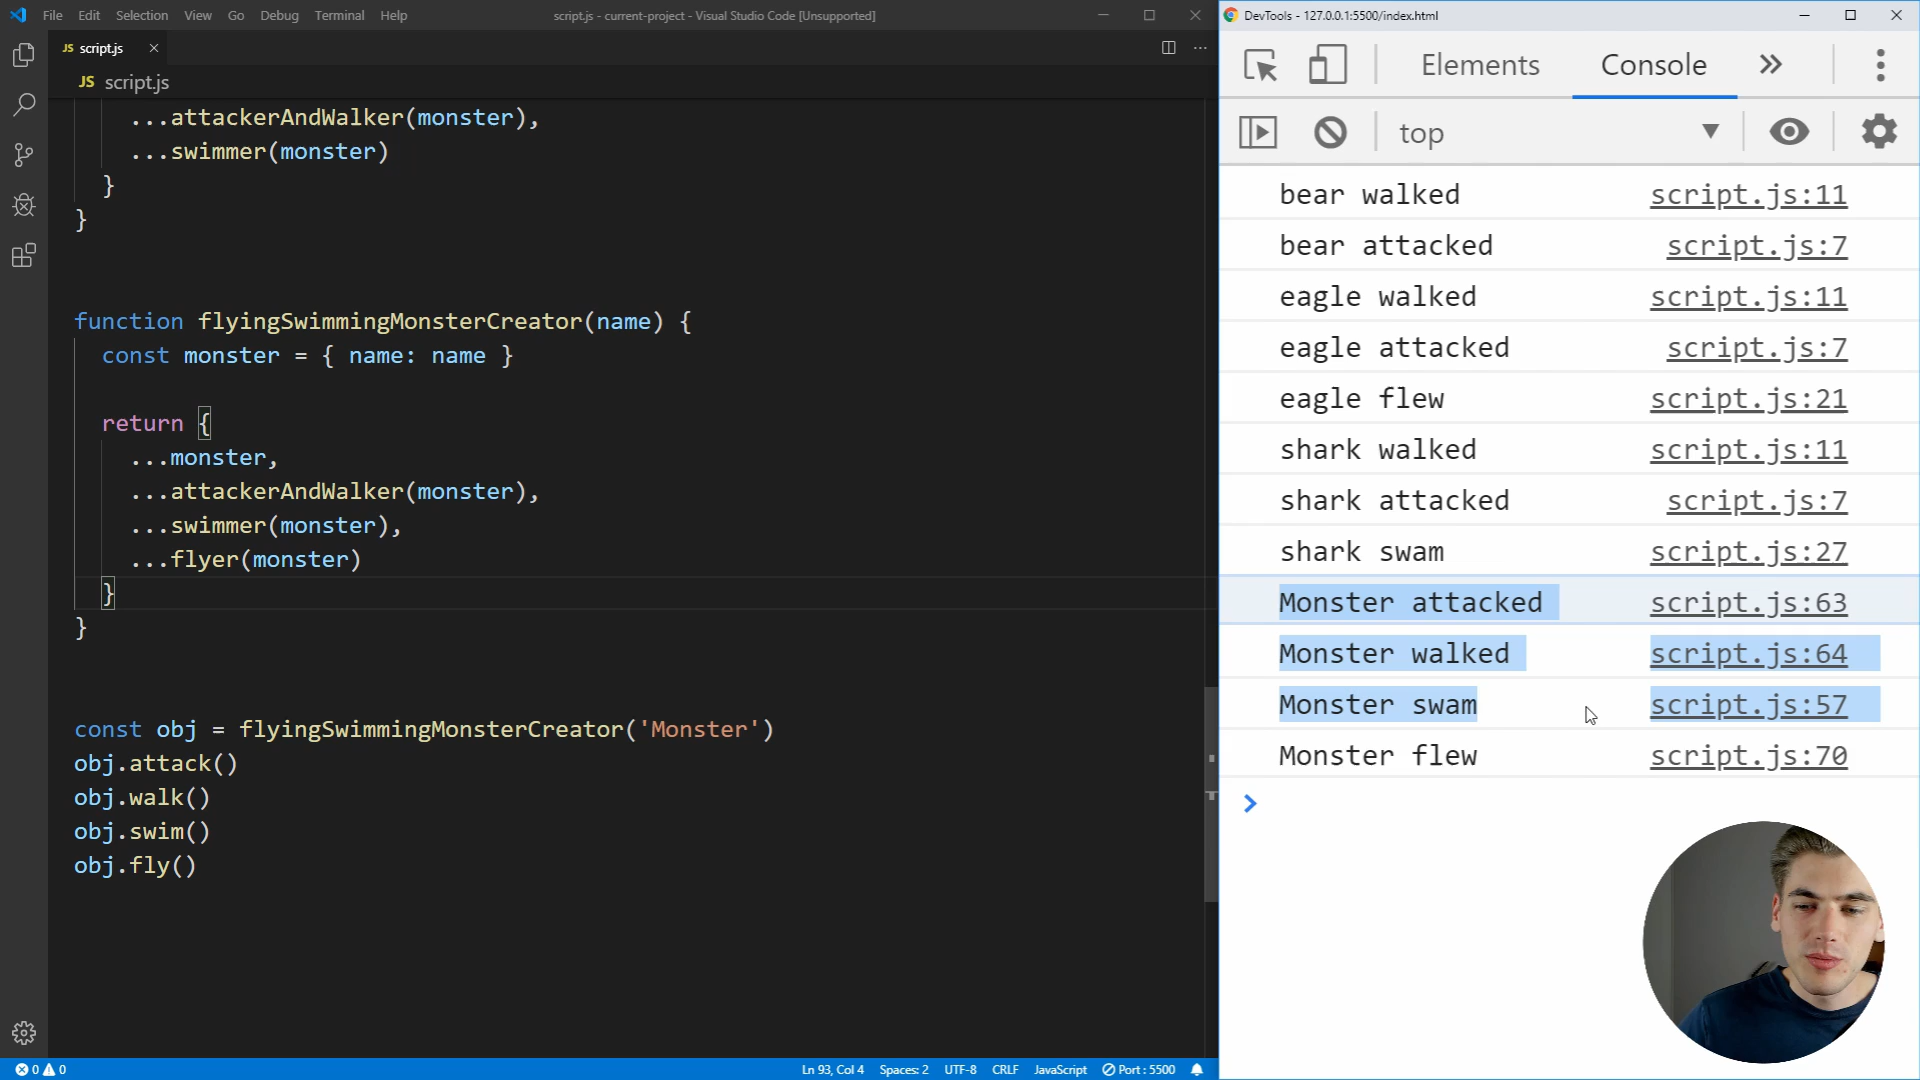 File Edit Selection View Go Debug Terminal Help
script.js - current-project - Visual Studio Code [Unsupported]
JS script.js
JS script.js
...attackerAndWalker(monster),
...swimmer(monster)
}
}
function flyingSwimmingMonsterCreator(name) {
const monster = { name: name }
return {
...monster,
...attackerAndWalker(monster),
...swimmer(monster),
...flyer(monster)
}
}
const obj = flyingSwimmingMonsterCreator('Monster')
obj.attack()
obj.walk()
obj.swim()
obj.fly()
0 0
Ln 93, Col 4 Spaces: 2 UTF-8 CRLF JavaScript Port : 5500
DevTools - 127.0.0.1:5500/index.html
Elements Console
top
bear walked script.js:11
bear attacked script.js:7
eagle walked script.js:11
eagle attacked script.js:7
eagle flew script.js:21
shark walked script.js:11
shark attacked script.js:7
shark swam script.js:27
Monster attacked script.js:63
Monster walked script.js:64
Monster swam script.js:57
Monster flew script.js:70